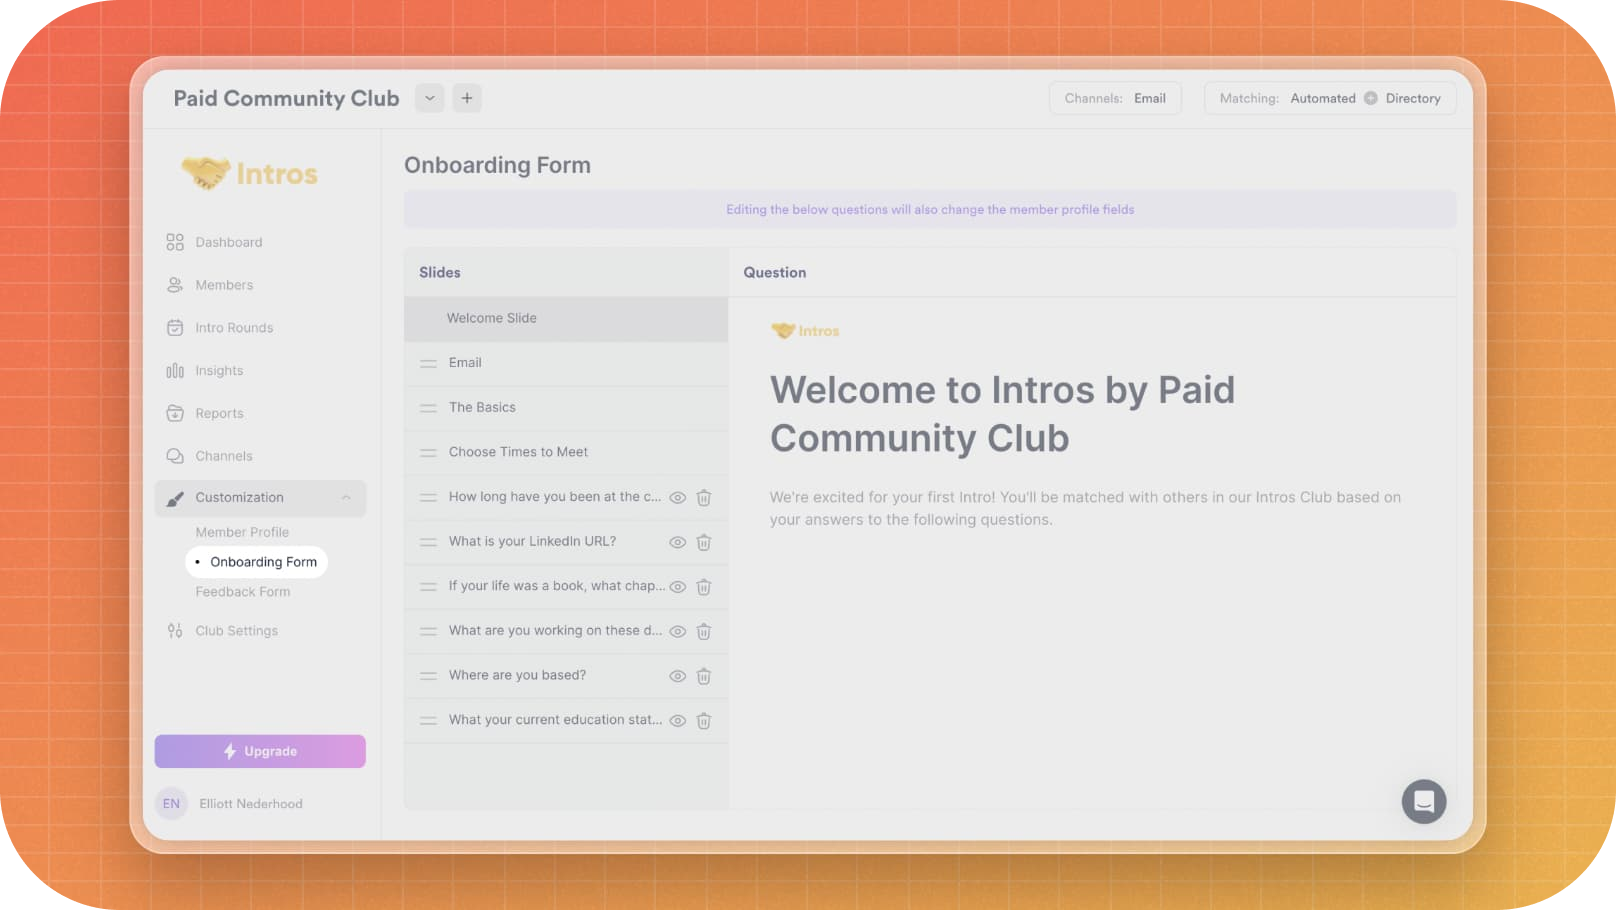 Paid Community Club
Channels: Email
Matching: Automated Directory
Intros
Dashboard
Members
Intro Rounds
Insights
Reports
Channels
Customization
Member Profile
• Onboarding Form
Feedback Form
Club Settings
Upgrade
EN Elliott Nederhood
Onboarding Form
Editing the below questions will also change the member profile fields
Slides
Welcome Slide
Email
The Basics
Choose Times to Meet
How long have you been at the c...
What is your LinkedIn URL?
If your life was a book, what chap...
What are you working on these d...
Where are you based?
What your current education stat...
Question
Intros
Welcome to Intros by Paid
Community Club
We're excited for your first Intro! You'll be matched with others in our Intros Club based on
your answers to the following questions.